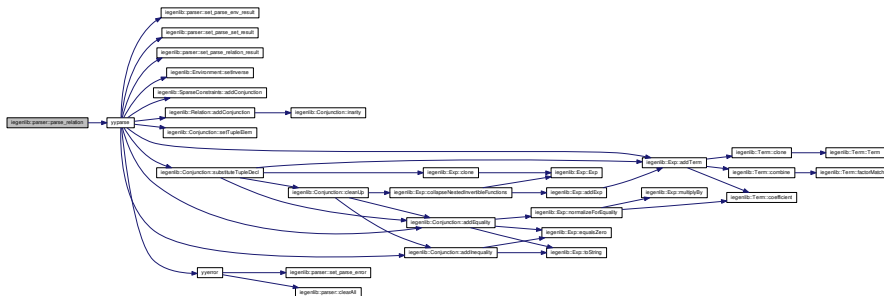 iegenlib::parser::set_parse_env_result
iegenlib::parser::set_parse_set_result
iegenlib::parser::set_parse_relation_result
iegenlib::Environment::setInverse
iegenlib::SparseConstraints::addConjunction
iegenlib::parser::parse_relation
yyparse
iegenlib::Relation::addConjunction
iegenlib::Conjunction::inarity
iegenlib::Conjunction::setTupleElem
iegenlib::Term::clone
iegenlib::Term::Term
iegenlib::Exp::addTerm
iegenlib::Conjunction::substituteTupleDecl
iegenlib::Exp::clone
iegenlib::Exp::Exp
iegenlib::Term::combine
iegenlib::Term::factorMatch
iegenlib::Conjunction::cleanUp
iegenlib::Exp::collapseNestedInvertibleFunctions
iegenlib::Exp::addExp
iegenlib::Exp::multiplyBy
iegenlib::Term::coefficient
iegenlib::Exp::normalizeForEquality
iegenlib::Conjunction::addEquality
iegenlib::Exp::equalsZero
iegenlib::Conjunction::addInequality
iegenlib::Exp::toString
yyerror
iegenlib::parser::set_parse_error
iegenlib::parser::clearAll